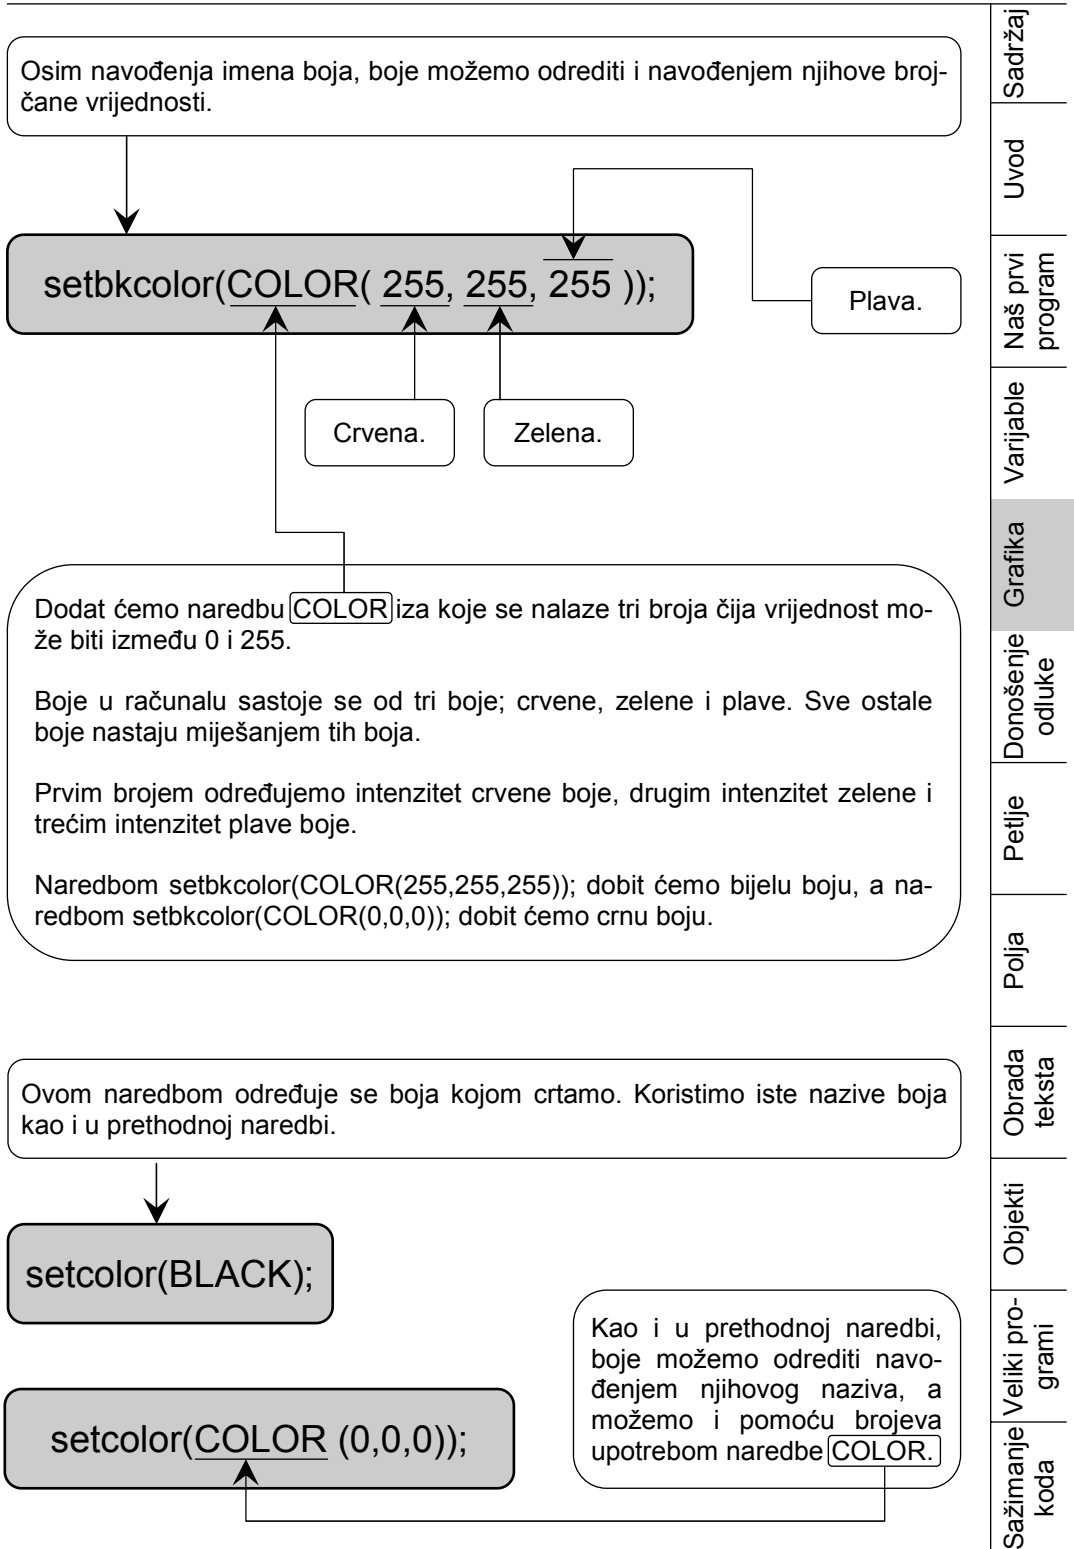 Osim navođenja imena boja, boje možemo odrediti i navođenjem njihove broj-
čane vrijednosti.
setbkcolor(COLOR( 255, 255, 255 ));
Plava.
Crvena.
Zelena.
Dodat ćemo naredbu COLOR iza koje se nalaze tri broja čija vrijednost mo-
že biti između 0 i 255.
Boje u računalu sastoje se od tri boje; crvene, zelene i plave. Sve ostale
boje nastaju miješanjem tih boja.
Prvim brojem određujemo intenzitet crvene boje, drugim intenzitet zelene i
trećim intenzitet plave boje.
Naredbom setbkcolor(COLOR(255,255,255)); dobit ćemo bijelu boju, a na-
redbom setbkcolor(COLOR(0,0,0)); dobit ćemo crnu boju.
Ovom naredbom određuje se boja kojom crtamo. Koristimo iste nazive boja
kao i u prethodnoj naredbi.
setcolor(BLACK);
Kao i u prethodnoj naredbi,
boje možemo odrediti navo-
đenjem njihovog naziva, a
možemo i pomoću brojeva
upotrebom naredbe COLOR.
setcolor(COLOR (0,0,0));
Sadržaj
Uvod
Naš prvi
program
Varijable
Grafika
Donošenje
odluke
Petlje
Polja
Obrada
teksta
Objekti
Veliki pro-
grami
Sažimanje
koda